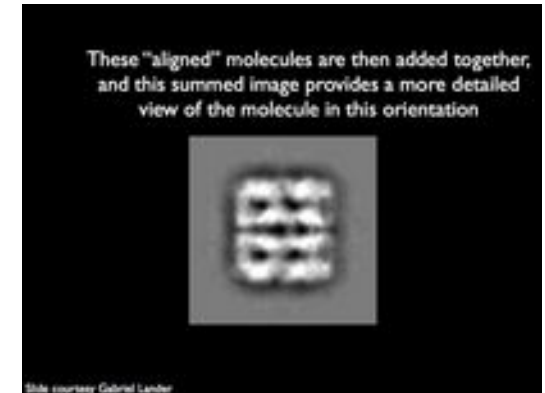 These “aligned” molecules are then added together,
and this summed image provides a more detailed
view of the molecule in this orientation
Slide courtesy Gabriel Lander